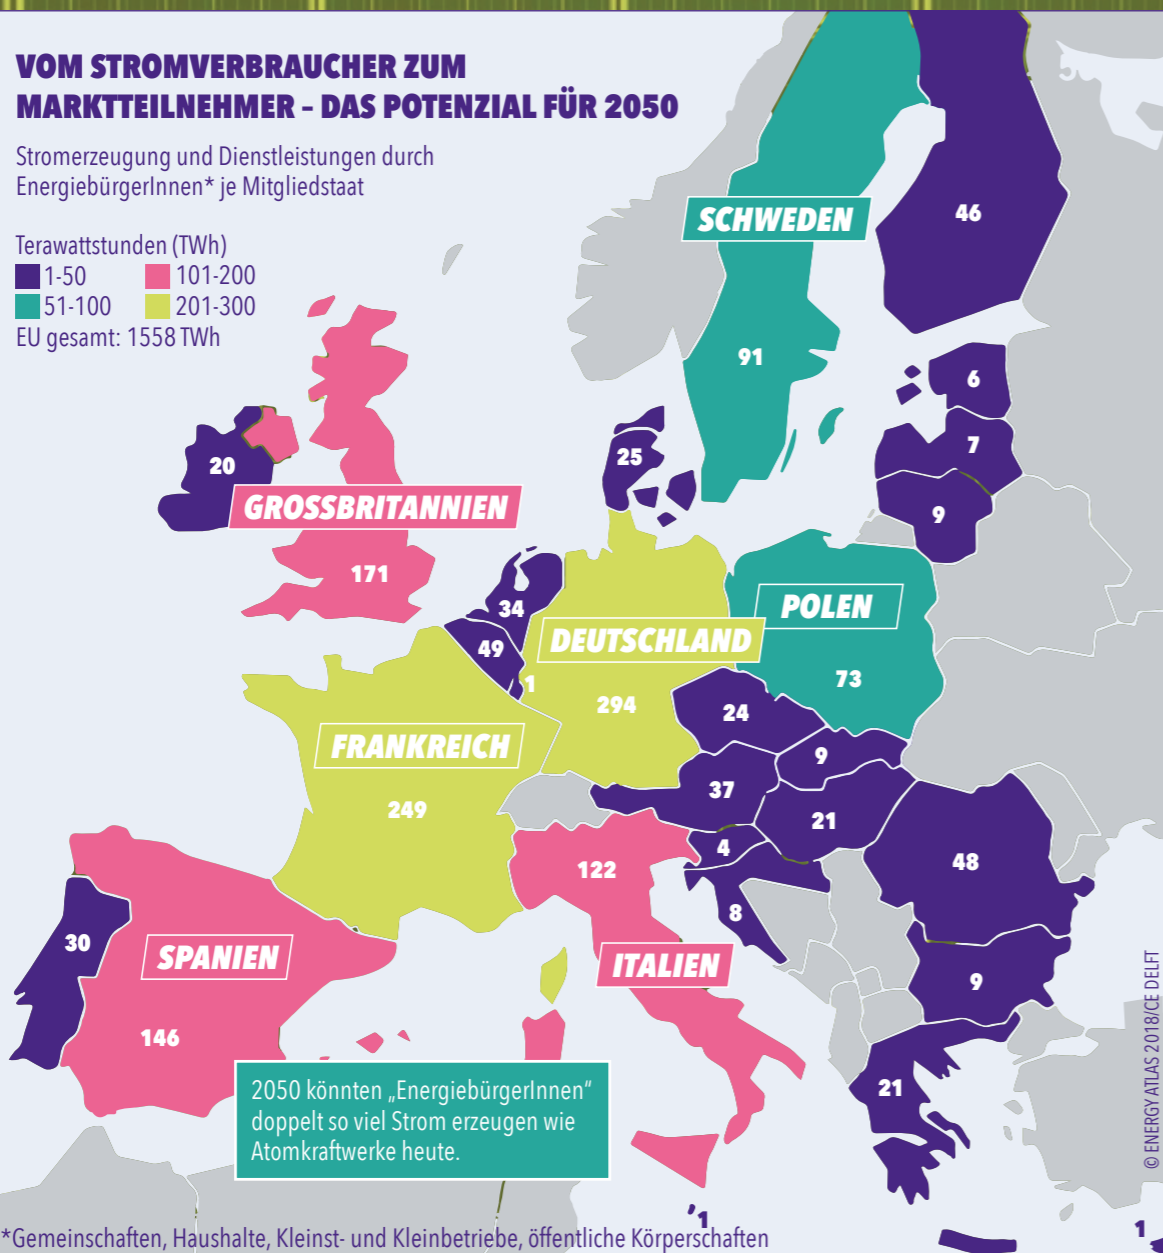 VOM STROMVERBRAUCHER ZUM
MARKTTEILNEHMER – DAS POTENZIAL FÜR 2050
Stromerzeugung und Dienstleistungen durch
EnergiebürgerInnen* je Mitgliedstaat
Terawattstunden (TWh)
1-50
101-200
51-100
201-300
EU gesamt: 1558 TWh
46
SCHWEDEN
91
6
7
9
25
20
GROSSBRITANNIEN
171
34
49
1
DEUTSCHLAND
294
POLEN
73
24
9
FRANKREICH
249
37
21
4
8
122
ITALIEN
48
9
21
30
SPANIEN
146
2050 könnten „EnergiebürgerInnen“
doppelt so viel Strom erzeugen wie
Atomkraftwerke heute.
1
1
*Gemeinschaften, Haushalte, Kleinst- und Kleinbetriebe, öffentliche Körperschaften
© ENERGY ATLAS 2018/CE DELFT